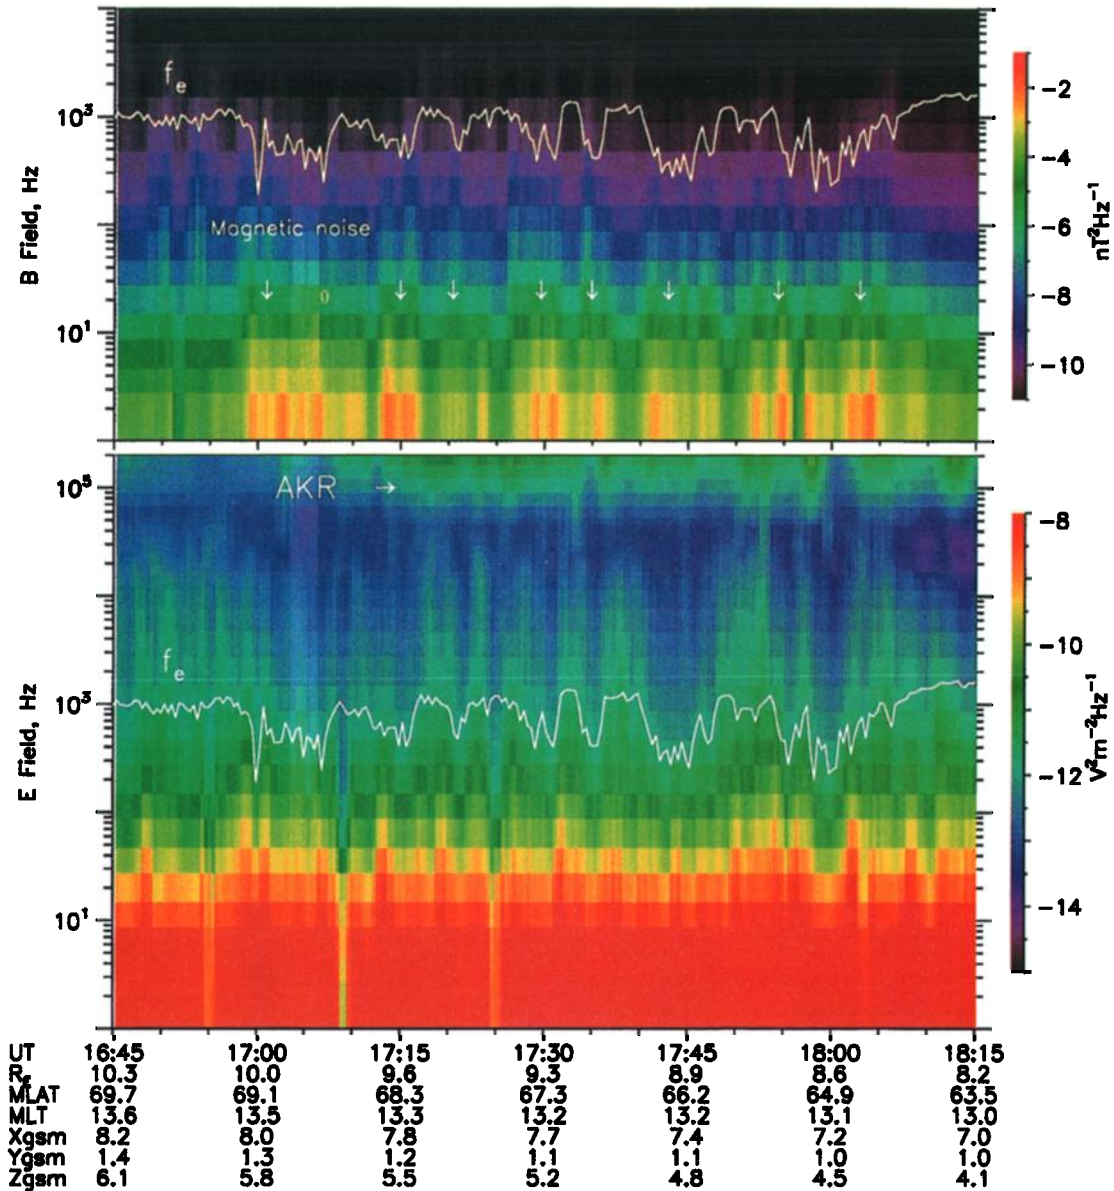 f_e
10³
Magnetic noise
10¹
B Field, Hz
-2
-4
-6
-8
-10
nT²Hz⁻¹
10⁵
AKR →
f_e
10³
10¹
E Field, Hz
-8
-10
-12
-14
V²m⁻²Hz⁻¹
UT 16:45 17:00 17:15 17:30 17:45 18:00 18:15
R_E 10.3 10.0 9.6 9.3 8.9 8.6 8.2
MLAT 69.7 69.1 68.3 67.3 66.2 64.9 63.5
MLT 13.6 13.5 13.3 13.2 13.2 13.1 13.0
Xgsm 8.2 8.0 7.8 7.7 7.4 7.2 7.0
Ygsm 1.4 1.3 1.2 1.1 1.1 1.0 1.0
Zgsm 6.1 5.8 5.5 5.2 4.8 4.5 4.1